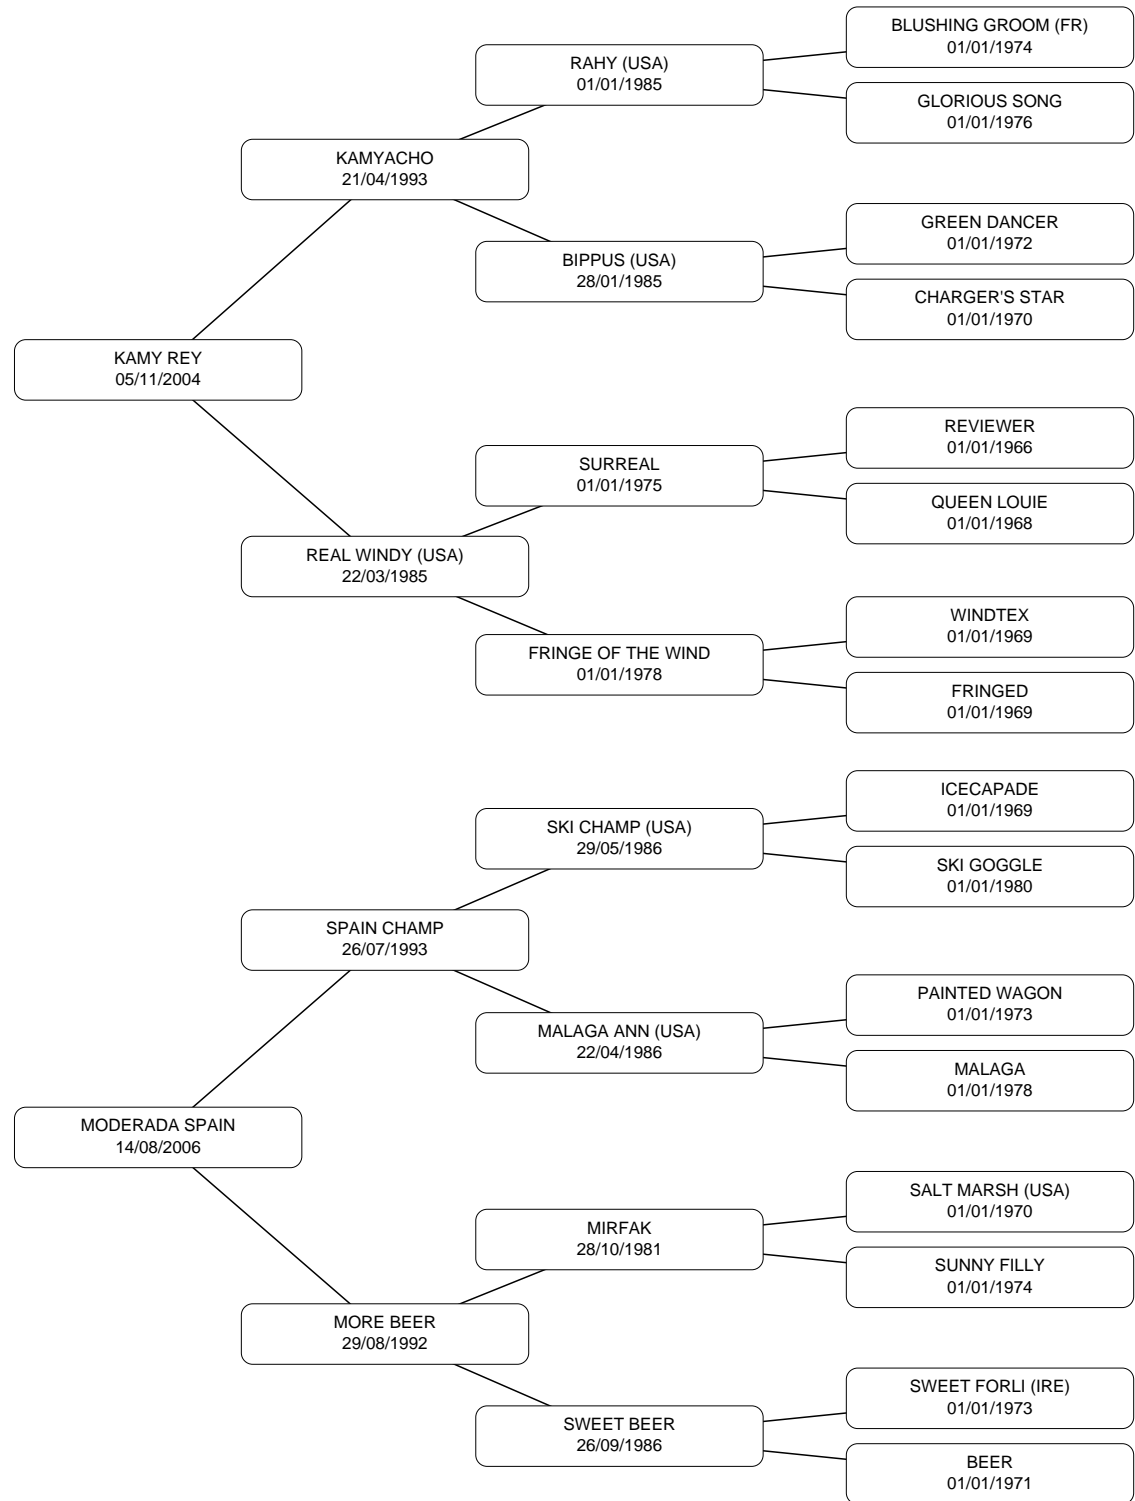 BLUSHING GROOM (FR)
01/01/1974
RAHY (USA)
01/01/1985
GLORIOUS SONG
01/01/1976
KAMYACHO
21/04/1993
GREEN DANCER
01/01/1972
BIPPUS (USA)
28/01/1985
CHARGER'S STAR
01/01/1970
KAMY REY
05/11/2004
REVIEWER
01/01/1966
SURREAL
01/01/1975
QUEEN LOUIE
01/01/1968
REAL WINDY (USA)
22/03/1985
WINDTEX
01/01/1969
FRINGE OF THE WIND
01/01/1978
FRINGED
01/01/1969
ICECAPADE
01/01/1969
SKI CHAMP (USA)
29/05/1986
SKI GOGGLE
01/01/1980
SPAIN CHAMP
26/07/1993
PAINTED WAGON
01/01/1973
MALAGA ANN (USA)
22/04/1986
MALAGA
01/01/1978
MODERADA SPAIN
14/08/2006
SALT MARSH (USA)
01/01/1970
MIRFAK
28/10/1981
SUNNY FILLY
01/01/1974
MORE BEER
29/08/1992
SWEET FORLI (IRE)
01/01/1973
SWEET BEER
26/09/1986
BEER
01/01/1971